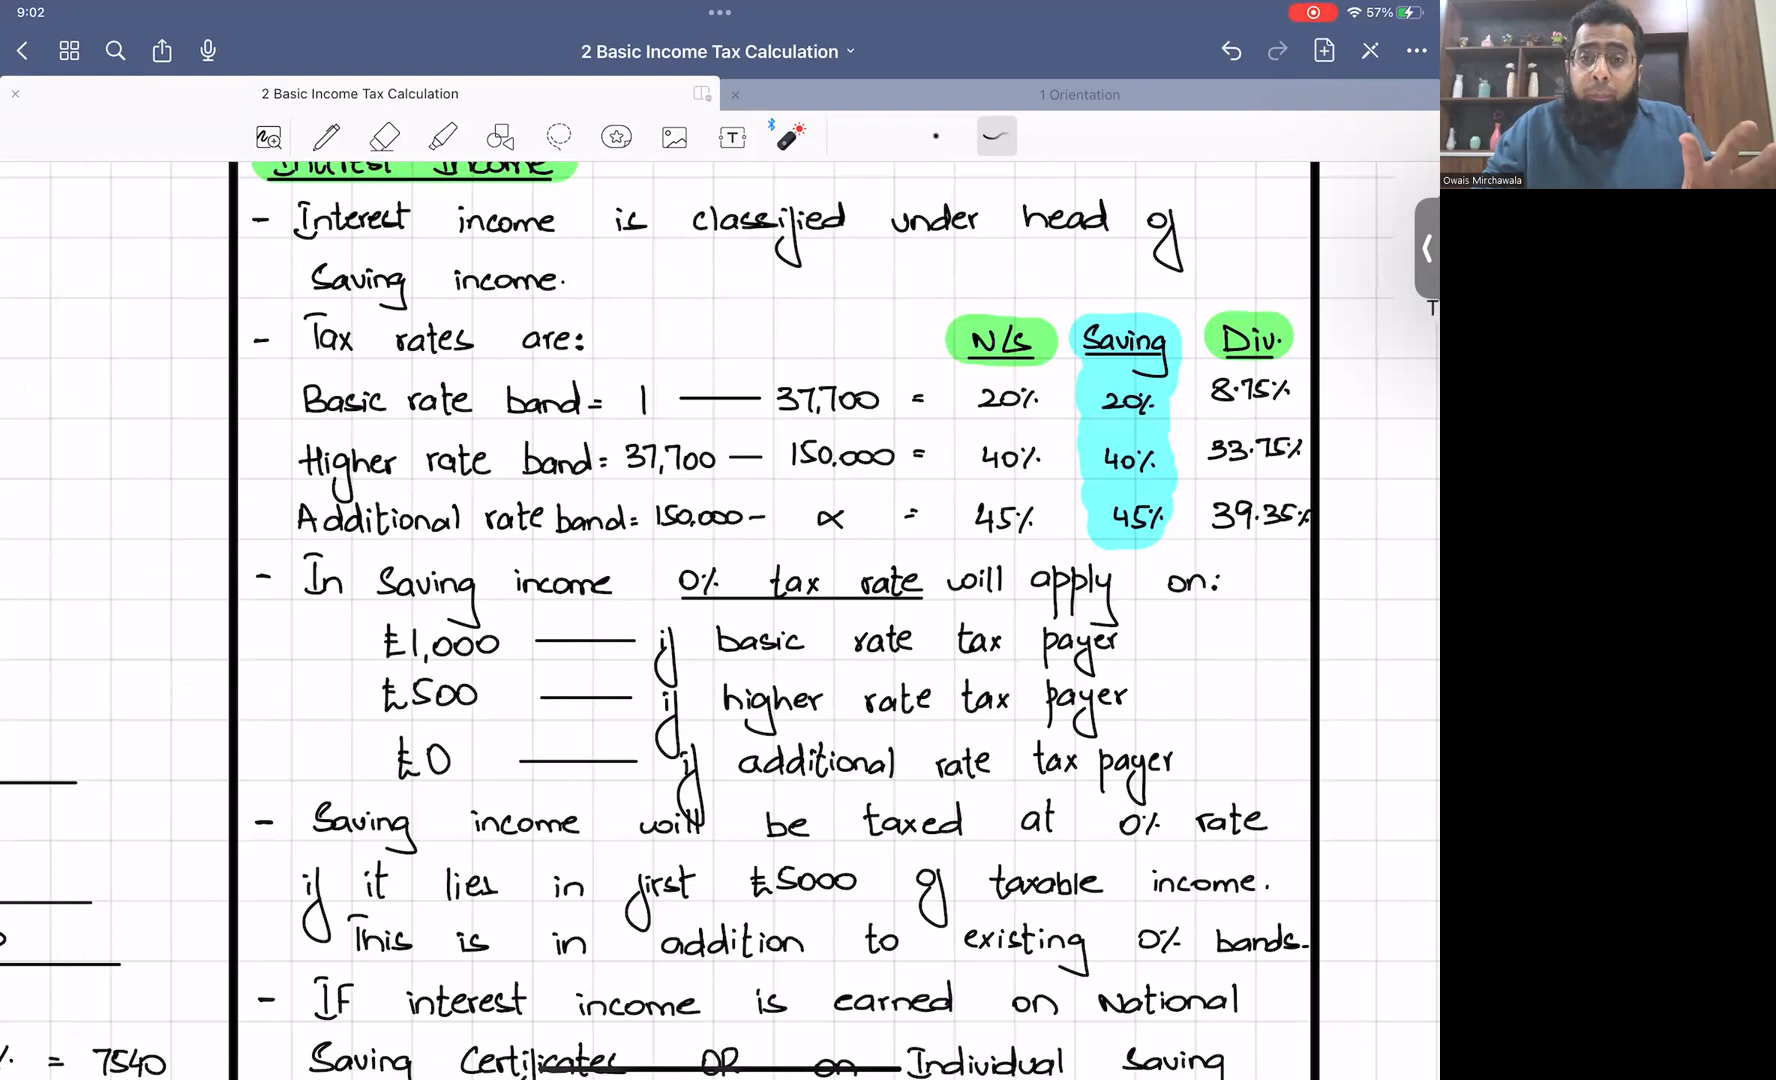 9:02
57%
2 Basic Income Tax Calculation
2 Basic Income Tax Calculation
1 Orientation
Owais Mirchawala
T
Interest Income
- Interest income is classified under head of
Saving income.
- Tax rates are: N/S Saving Div.
Basic rate band = 1 — 37,700 = 20% 20% 8.75%
Higher rate band = 37,700 — 150,000 = 40% 40% 33.75%
Additional rate band = 150,000 - ∝ = 45% 45% 39.35%
- In Saving income 0% tax rate will apply on:
£1,000 — if basic rate tax payer
£500 — if higher rate tax payer
£0 — if additional rate tax payer
- Saving income will be taxed at 0% rate
if it lies in first £5000 of taxable income.
This is in addition to existing 0% bands.
- IF interest income is earned on National
Saving Certificates OR on Individual Saving
% = 7540